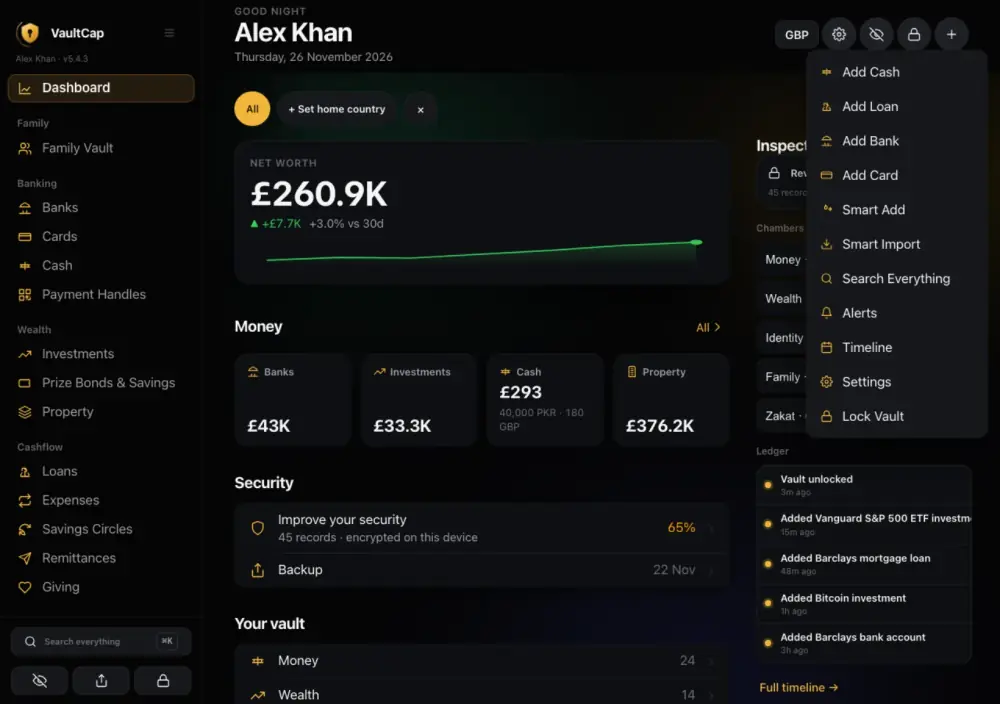 VaultCap
Alex Khan · v5.4.3
Dashboard
Family
Family Vault
Banking
Banks
Cards
Cash
Payment Handles
Wealth
Investments
Prize Bonds & Savings
Property
Cashflow
Loans
Expenses
Savings Circles
Remittances
Giving
Search everything
⌘K
GOOD NIGHT
Alex Khan
Thursday, 26 November 2026
GBP
All
+ Set home country
×
NET WORTH
£260.9K
▲ +£7.7K +3.0% vs 30d
Money
All >
Banks
£43K
Investments
£33.3K
Cash
£293
40,000 PKR · 180
GBP
Property
£376.2K
Security
Improve your security
45 records · encrypted on this device
65%
Backup
22 Nov
Your vault
Money
24
Wealth
14
Add Cash
Add Loan
Add Bank
Add Card
Smart Add
Smart Import
Search Everything
Alerts
Timeline
Settings
Lock Vault
Chambers
Money
Wealth
Identity
Family
Zakat
Ledger
Vault unlocked
3m ago
Added Vanguard S&P 500 ETF
15m ago
Added Barclays mortgage loan
48m ago
Added Bitcoin investment
1h ago
Added Barclays bank account
3h ago
Full timeline →